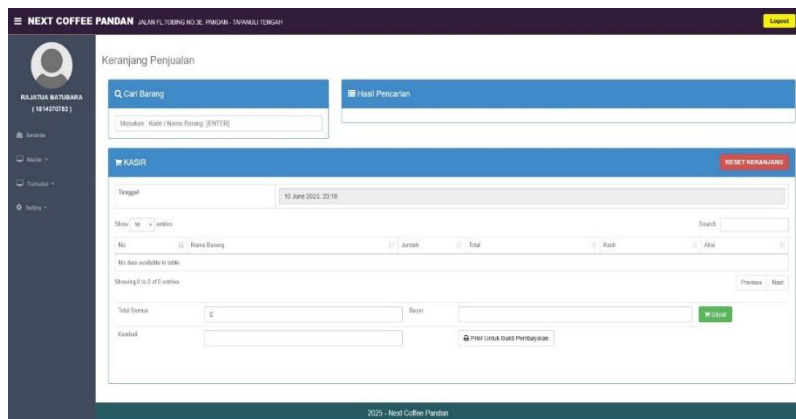 NEXT COFFEE PANDAN JALAN FL.TOBING NO.3E. PANDAN - TAPANULI TENGAH
Logout
RAJATUA BATUBARA
( 1814370752 )
Beranda
Master
Transaksi
Setting
Keranjang Penjualan
Cari Barang
Masukan : Kode / Nama Barang [ENTER]
Hasil Pencarian
KASIR
RESET KERANJANG
Tanggal
10 June 2023, 20:18
Show 10 entries
Search:
No Nama Barang Jumlah Total Kasir Aksi
No data available in table
Showing 0 to 0 of 0 entries
Previous Next
Total Semua 0 Bayar Bayar
Kembali Print Untuk Bukti Pembayaran
2025 - Next Coffee Pandan